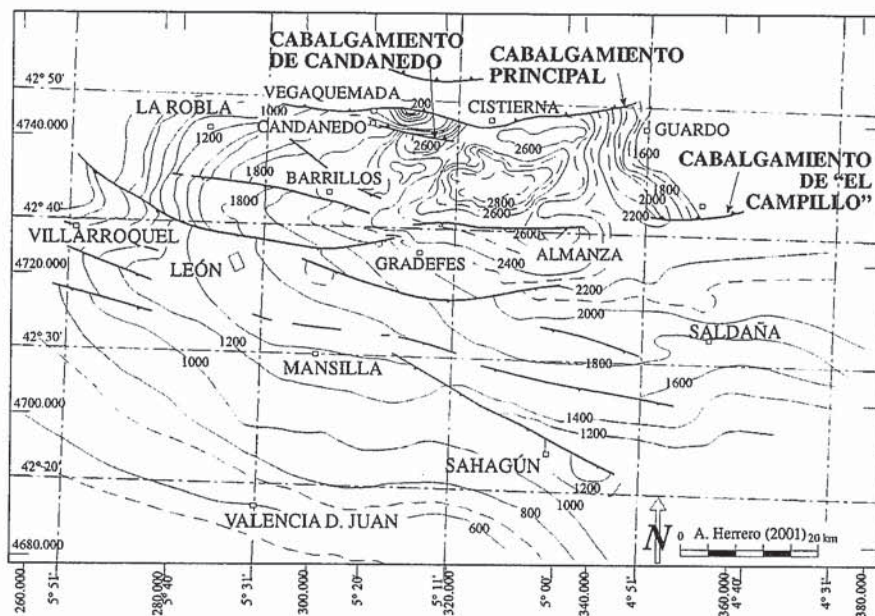 CABALGAMIENTO
DE CANDANEDO
CABALGAMIENTO
PRINCIPAL
42° 50'
VEGAQUEMADA
200
LA ROBLA
1000
CISTIERNA
4740.000
1200
CANDANEDO
2600
2600
GUARDO
1600
CABALGAMIENTO
DE "EL
CAMPILLO"
1800
BARRILLOS
1800
2000
1800
2800
2200
42° 40'
2600
VILLARROQUEL
2600
4720.000
LEÓN
GRADEFES
2400
ALMANZA
2200
2000
SALDAÑA
42° 30'
1200
1000
MANSILLA
1800
1600
4700.000
1400
1200
42° 20'
SAHAGÚN
1200
1000
VALENCIA D. JUAN
800
600
4680.000
N
0
A. Herrero (2001)
20 km
260.000
5° 51'
280.000
5° 40'
5° 31'
300.000
5° 20'
5° 11'
320.000
5° 00'
340.000
4° 51'
360.000
4° 40'
4° 31'
380.000